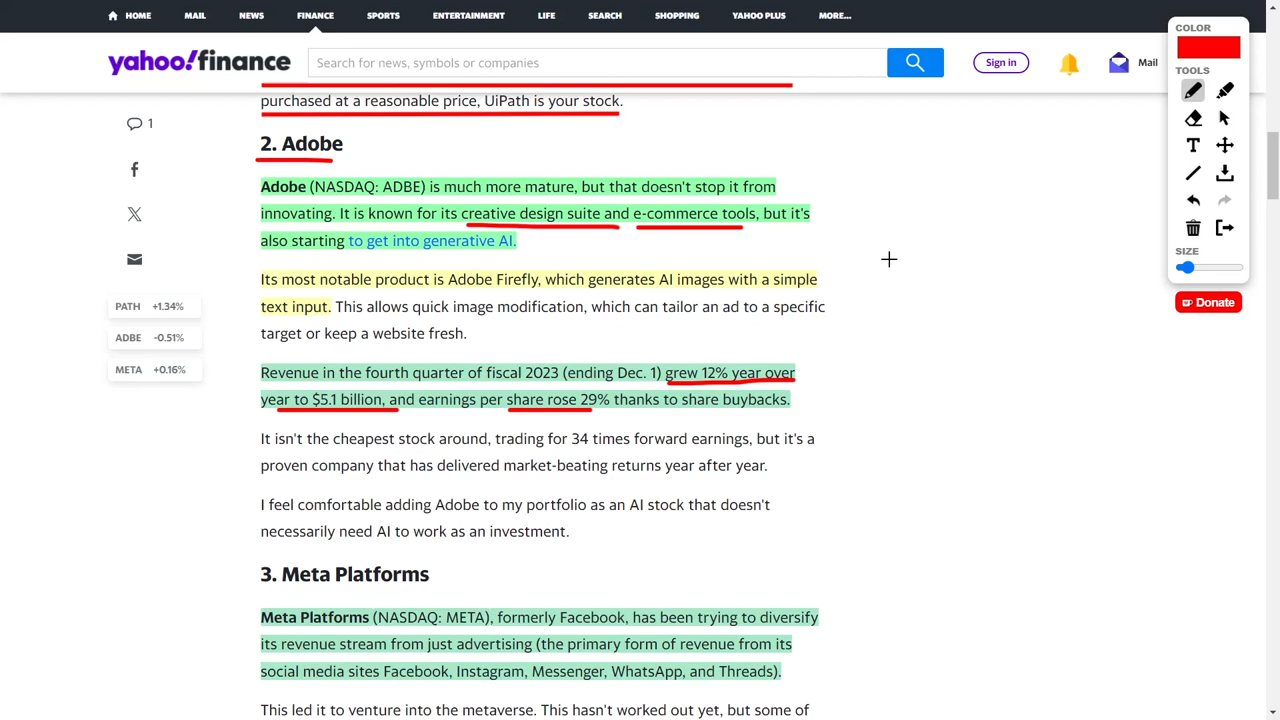 HOME MAIL NEWS FINANCE SPORTS ENTERTAINMENT LIFE SEARCH SHOPPING YAHOO PLUS MORE...
yahoo!finance
Search for news, symbols or companies
Sign in
Mail
COLOR
TOOLS
T
SIZE
Donate
1
PATH +1.34%
ADBE -0.51%
META +0.16%
purchased at a reasonable price, UiPath is your stock.
2. Adobe
Adobe (NASDAQ: ADBE) is much more mature, but that doesn't stop it from
innovating. It is known for its creative design suite and e-commerce tools, but it's
also starting to get into generative AI.
Its most notable product is Adobe Firefly, which generates AI images with a simple
text input. This allows quick image modification, which can tailor an ad to a specific
target or keep a website fresh.
Revenue in the fourth quarter of fiscal 2023 (ending Dec. 1) grew 12% year over
year to $5.1 billion, and earnings per share rose 29% thanks to share buybacks.
It isn't the cheapest stock around, trading for 34 times forward earnings, but it's a
proven company that has delivered market-beating returns year after year.
I feel comfortable adding Adobe to my portfolio as an AI stock that doesn't
necessarily need AI to work as an investment.
3. Meta Platforms
Meta Platforms (NASDAQ: META), formerly Facebook, has been trying to diversify
its revenue stream from just advertising (the primary form of revenue from its
social media sites Facebook, Instagram, Messenger, WhatsApp, and Threads).
This led it to venture into the metaverse. This hasn't worked out yet, but some of